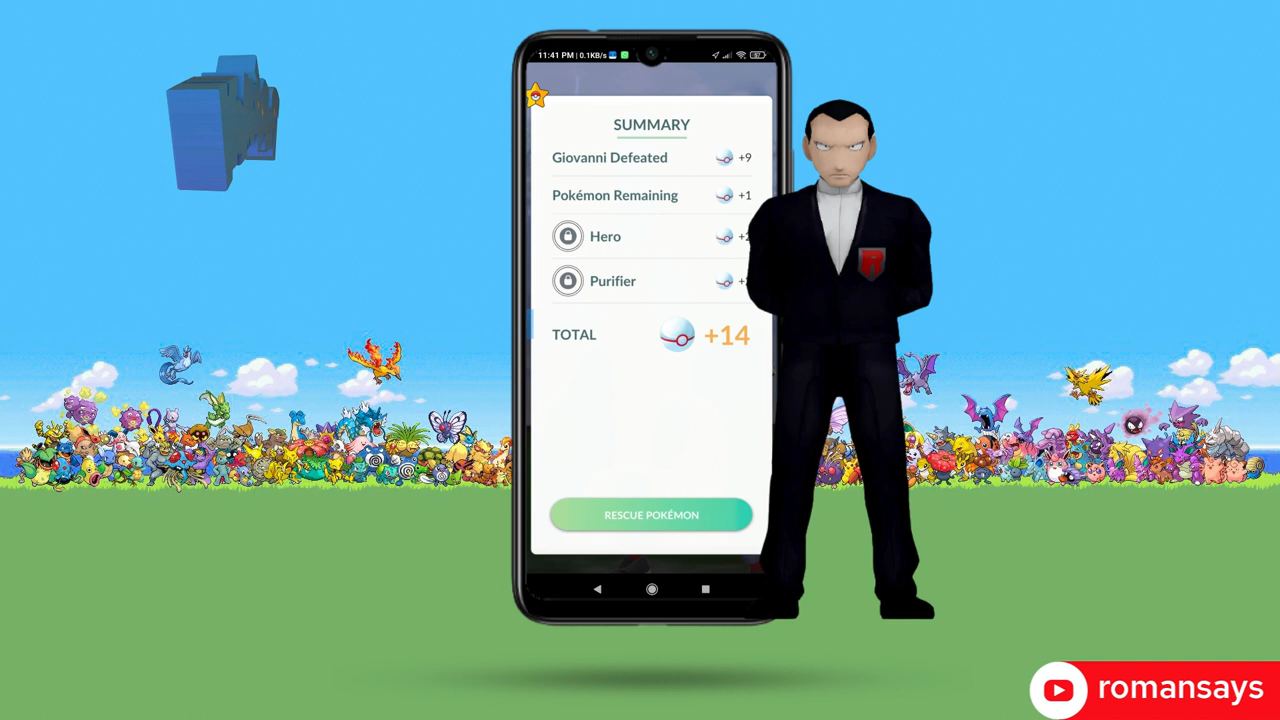 11:41 PM | 0.1KB/s
SUMMARY
Giovanni Defeated +9
Pokémon Remaining +1
Hero
Purifier
TOTAL +14
RESCUE POKÉMON
R
romansays